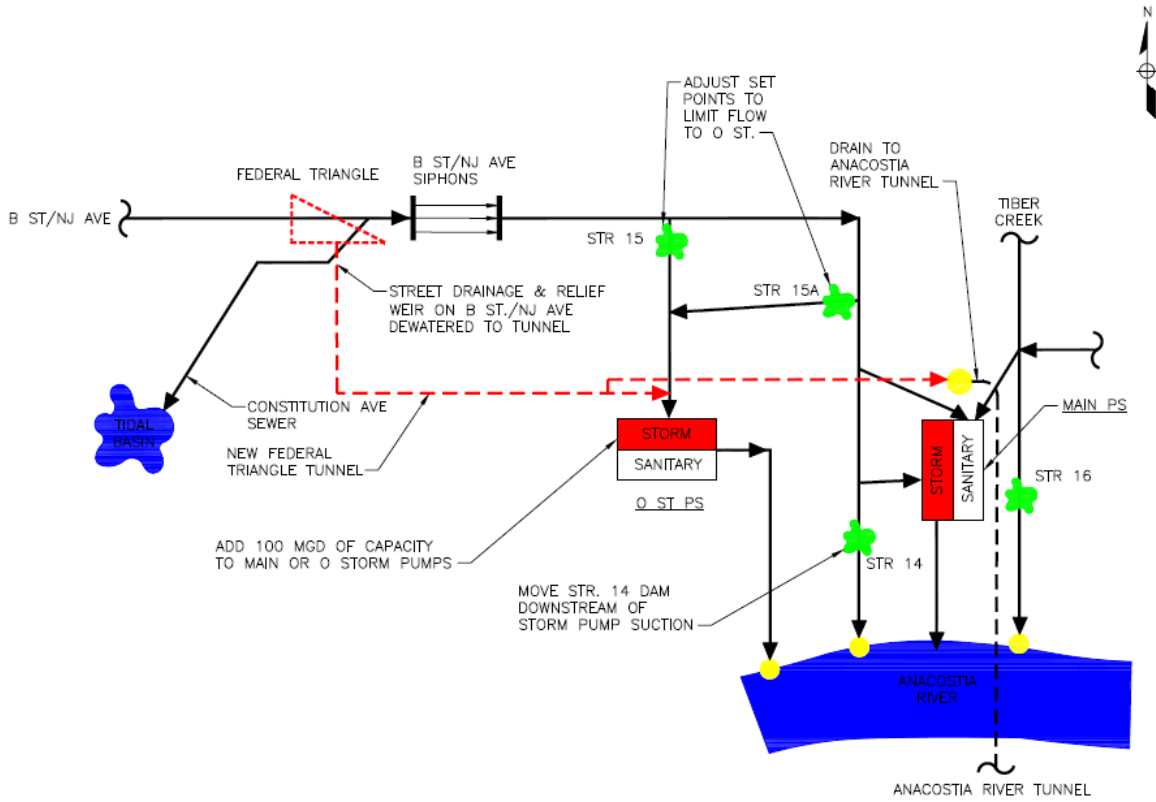 N
ADJUST SET
POINTS TO
LIMIT FLOW
TO O ST.
DRAIN TO
ANACOSTIA
RIVER TUNNEL
B ST/NJ AVE
SIPHONS
FEDERAL TRIANGLE
TIBER
CREEK
B ST/NJ AVE
STR 15
STR 15A
STREET DRAINAGE & RELIEF
WEIR ON B ST./NJ AVE
DEWATERED TO TUNNEL
CONSTITUTION AVE
SEWER
TIDAL
BASIN
NEW FEDERAL
TRIANGLE TUNNEL
STORM
SANITARY
O ST PS
MAIN PS
STORM
SANITARY
STR 16
ADD 100 MGD OF CAPACITY
TO MAIN OR O STORM PUMPS
STR 14
MOVE STR. 14 DAM
DOWNSTREAM OF
STORM PUMP SUCTION
ANACOSTIA
RIVER
ANACOSTIA RIVER TUNNEL